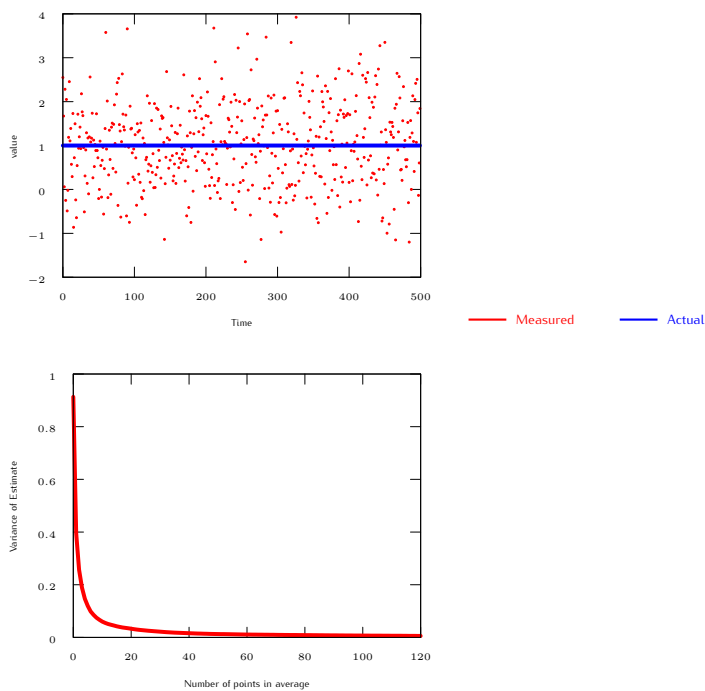 4
3
2
1
0
−1
−2
value
0 100 200 300 400 500
Time
Measured Actual
1
0.8
0.6
0.4
0.2
0
Variance of Estimate
0 20 40 60 80 100 120
Number of points in average